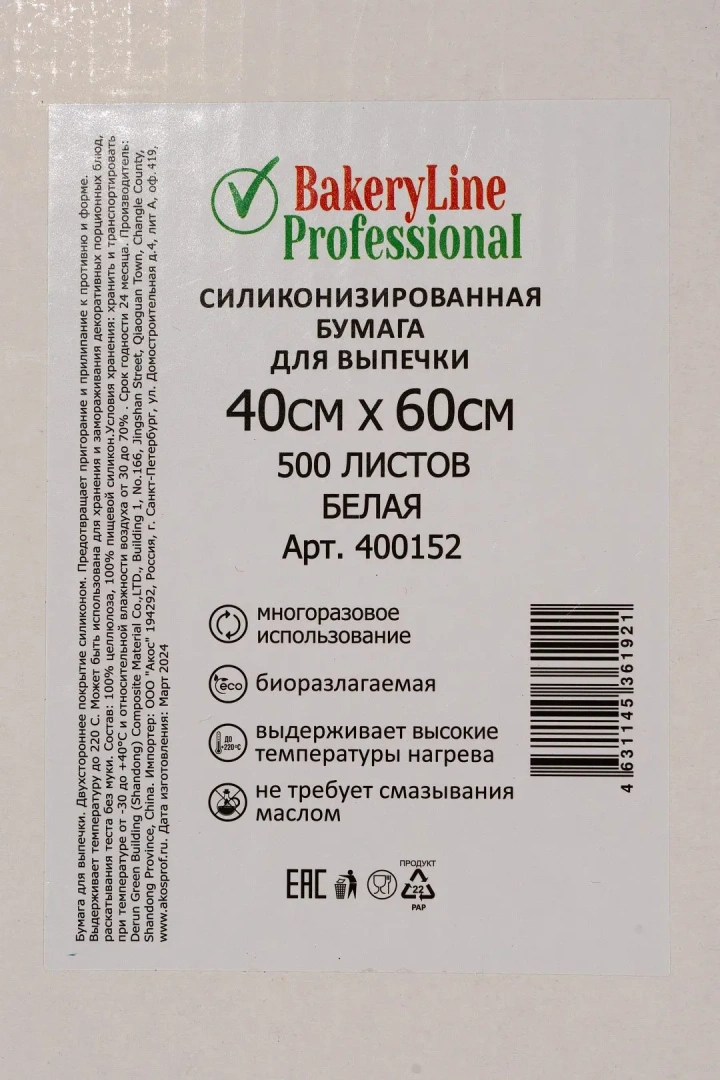 BakeryLine
Professional
СИЛИКОНИЗИРОВАННАЯ
БУМАГА
ДЛЯ ВЫПЕЧКИ
40СМ Х 60СМ
500 ЛИСТОВ
БЕЛАЯ
Арт. 400152
многоразовое
использование
eco
биоразлагаемая
ДО
+220°С
выдерживает высокие
температуры нагрева
не требует смазывания
маслом
4 631145 361921
ЕАС
ПРОДУКТ
22
PAP
Бумага для выпечки. Двухстороннее покрытие силиконом. Предотвращает пригорание и прилипание к противню и форме.
Выдерживает температуру до 220 С. Может быть использована для хранения и замораживания декоративных порционных блюд,
раскатывания теста без муки. Состав: 100% целлюлоза, 100% пищевой силикон.Условия хранения: хранить и транспортировать
при температуре от -30 до +40°С и относительной влажности воздуха от 30 до 70% . Срок годности 24 месяца. Производитель:
Derun Green Building (Shandong) Composite Material Co.,LTD., Building 1, No.166, Jingshan Street, Qiaoguan Town, Changle County,
Shandong Province, China. Импортер: ООО "Акос" 194292, Россия, г. Санкт-Петербург, ул. Домостроительная д.4, лит А, оф. 419,
www.akosprof.ru. Дата изготовления: Март 2024